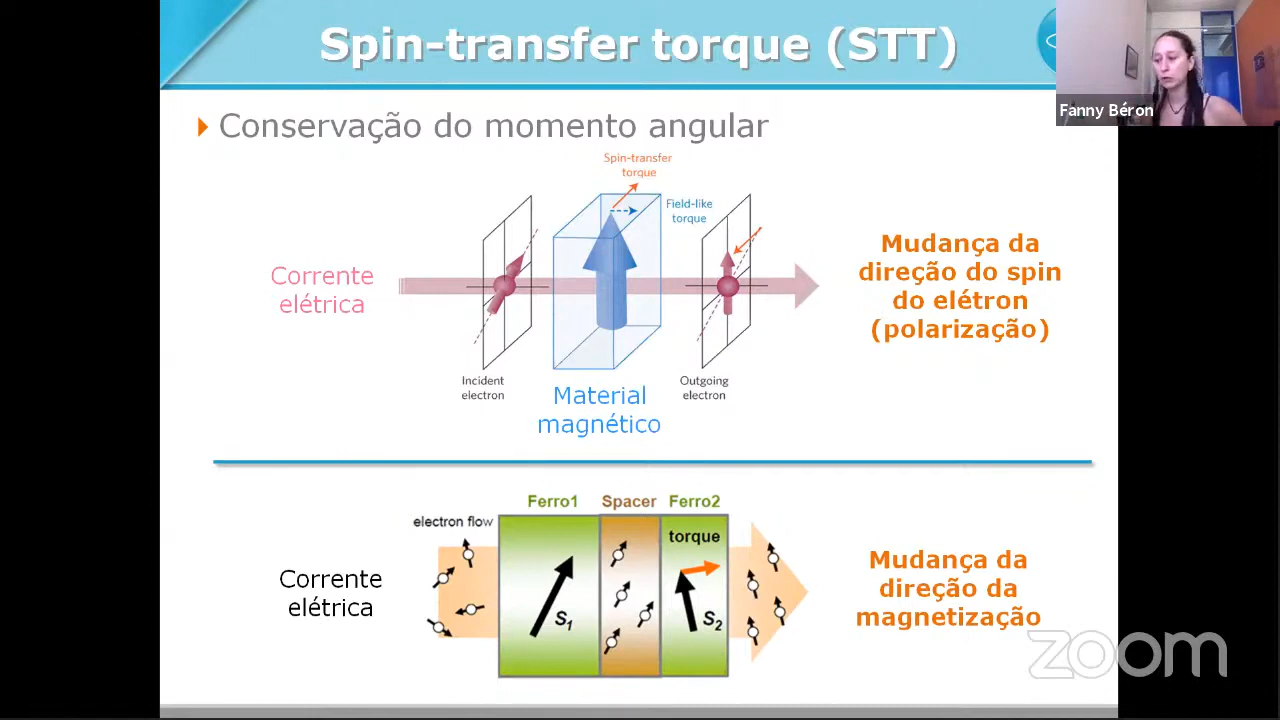 Spin-transfer torque (STT)
Fanny Béron
Conservação do momento angular
Spin-transfer
torque
Field-like
torque
Corrente
elétrica
Mudança da
direção do spin
do elétron
(polarização)
Incident
electron
Material
magnético
Outgoing
electron
Ferro1
Spacer
Ferro2
electron flow
torque
Corrente
elétrica
S1
S2
Mudança da
direção da
magnetização
zoom